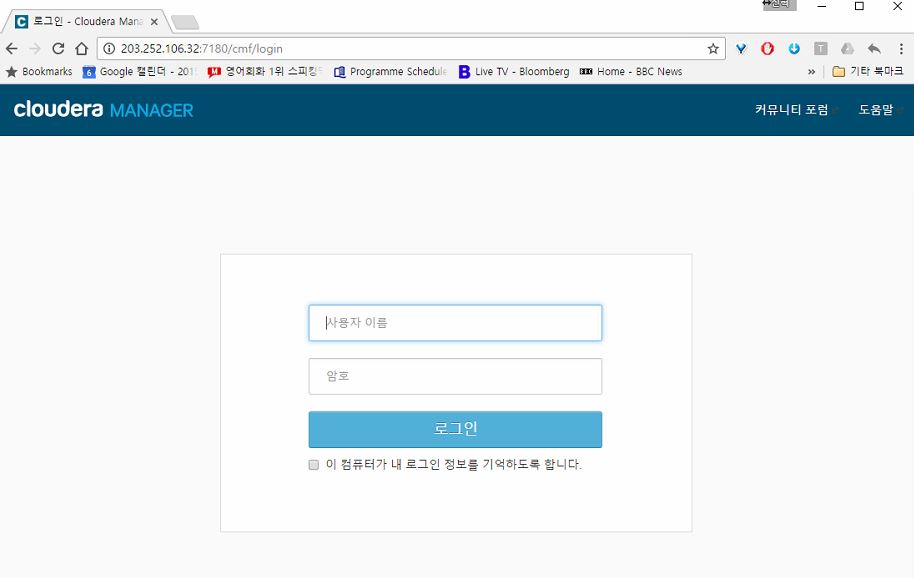 로그인 - Cloudera Mana
203.252.106.32:7180/cmf/login
Bookmarks Google 캘린더 - 201 영어회화 1위 스피킹 Programme Schedule Live TV - Bloomberg Home - BBC News » 기타 북마크
cloudera MANAGER 커뮤니티 포럼 도움말
사용자 이름
암호
로그인
이 컴퓨터가 내 로그인 정보를 기억하도록 합니다.